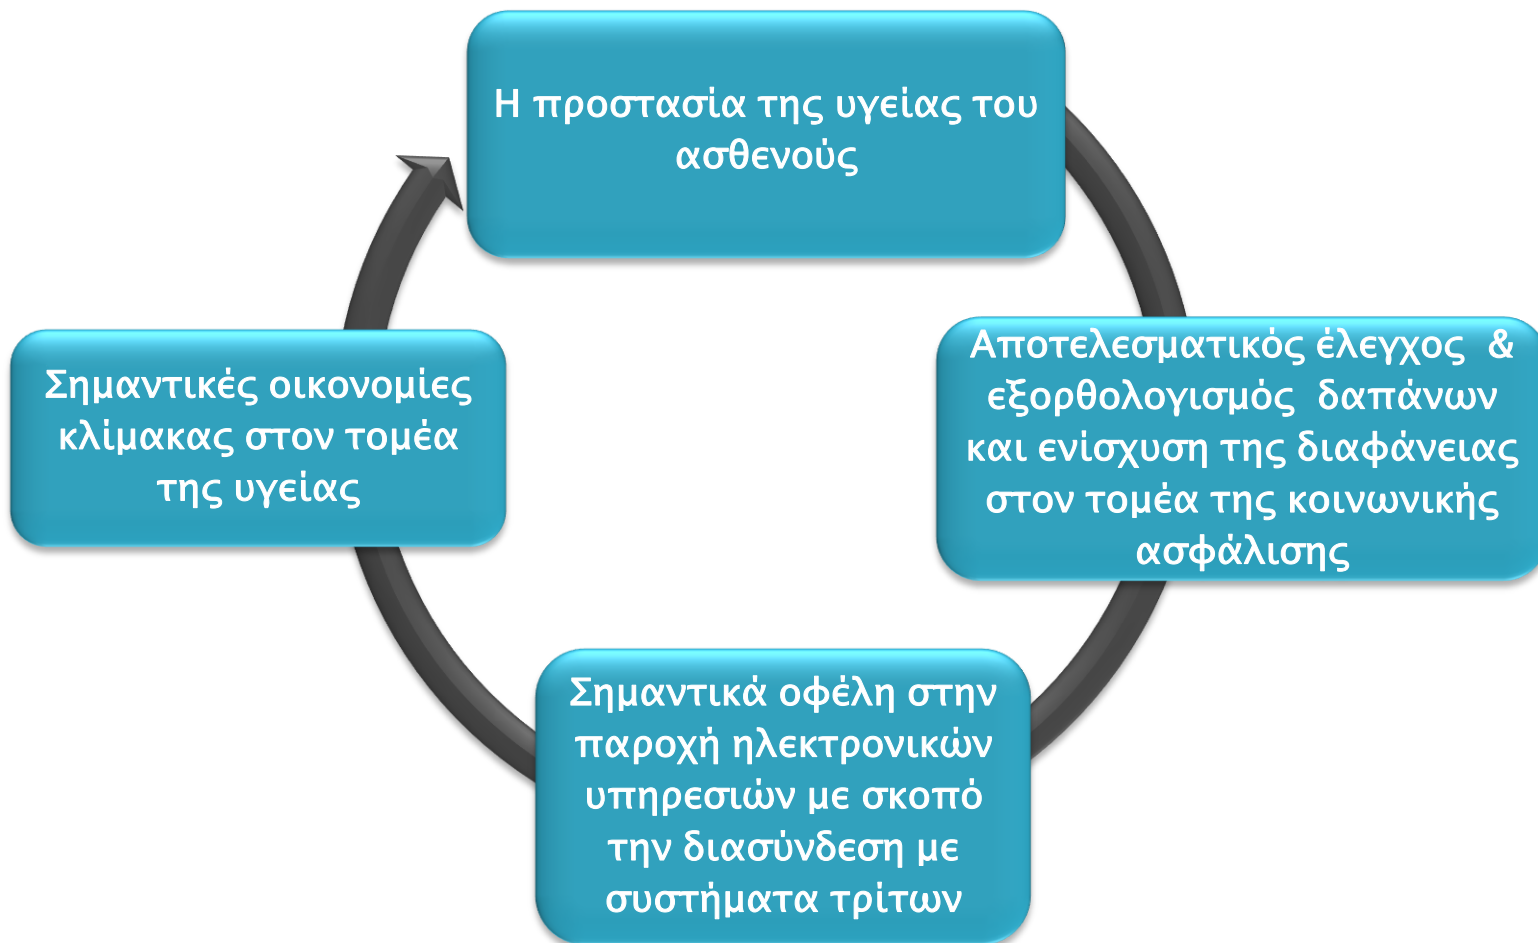 Η προστασία της υγείας του
ασθενούς
Αποτελεσματικός έλεγχος &
εξορθολογισμός δαπάνων
και ενίσχυση της διαφάνειας
στον τομέα της κοινωνικής
ασφάλισης
Σημαντικά οφέλη στην
παροχή ηλεκτρονικών
υπηρεσιών με σκοπό
την διασύνδεση με
συστήματα τρίτων
Σημαντικές οικονομίες
κλίμακας στον τομέα
της υγείας